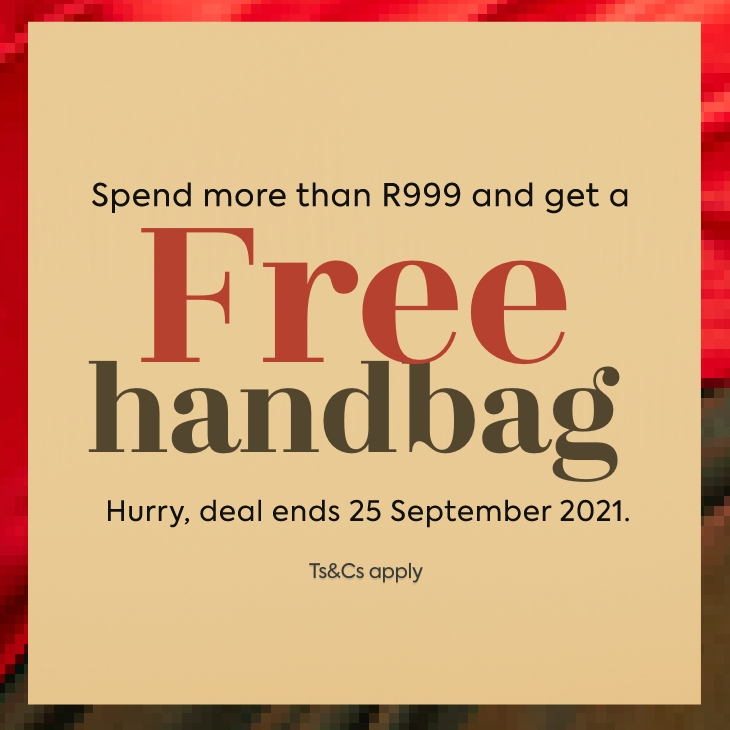 Spend more than R999 and get a
Free
handbag
Hurry, deal ends 25 September 2021.
Ts&Cs apply